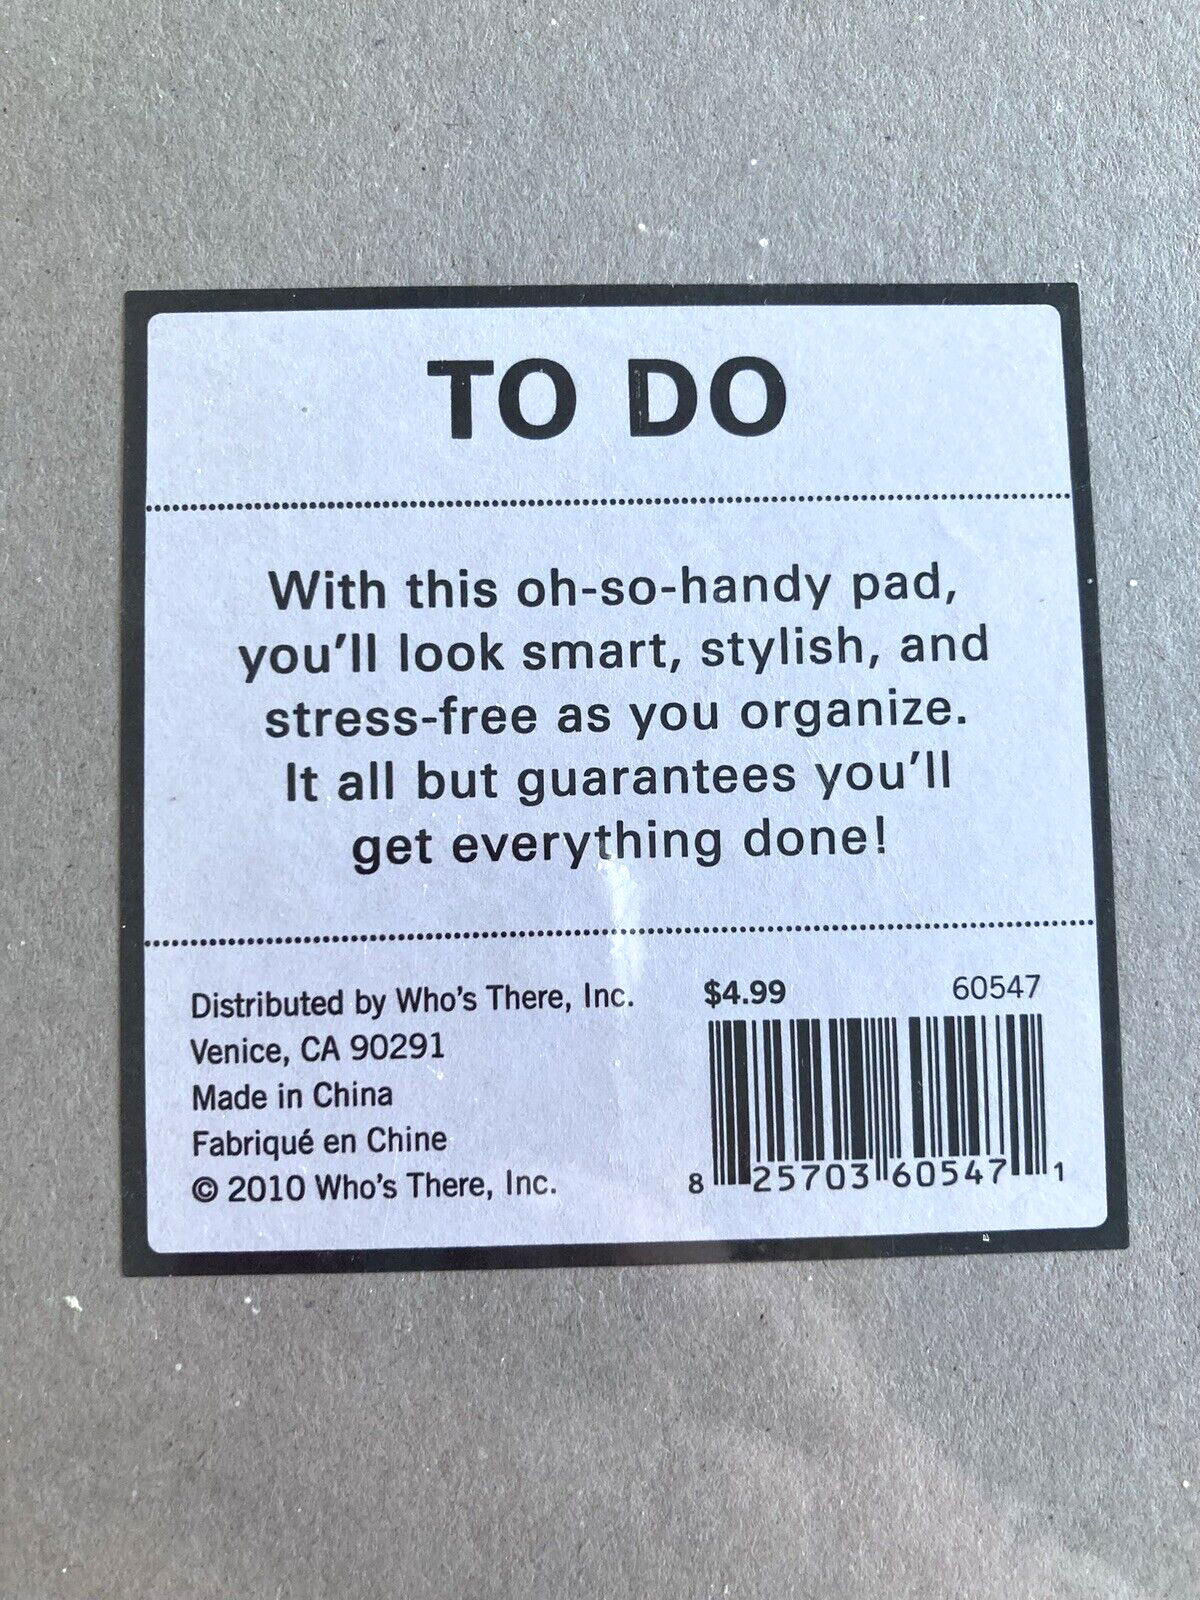 TO DO
With this oh-so-handy pad,
you'll look smart, stylish, and
stress-free as you organize.
It all but guarantees you'll
get everything done!
Distributed by Who's There, Inc.
Venice, CA 90291
Made in China
Fabriqué en Chine
© 2010 Who's There, Inc.
$4.99 60547
8 25703 60547 1